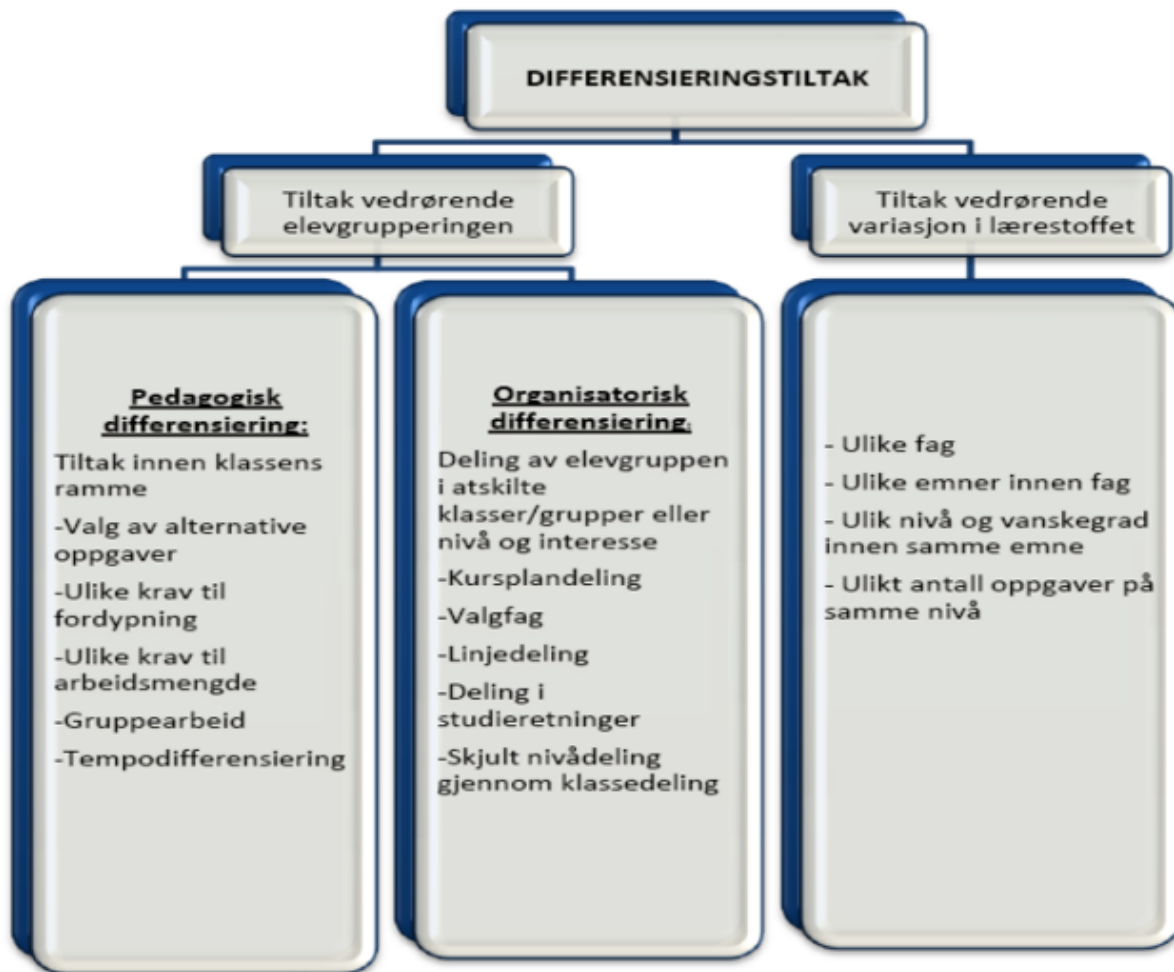 DIFFERENSIERINGSTILTAK
Tiltak vedrørende
elevgrupperingen
Tiltak vedrørende
variasjon i lærestoffet
Pedagogisk
differensiering:
Tiltak innen klassens
ramme
-Valg av alternative
oppgaver
-Ulike krav til
fordypning
-Ulike krav til
arbeidsmengde
-Gruppearbeid
-Tempodifferensiering
Organisatorisk
differensiering:
Deling av elevgruppen
i atskilte
klasser/grupper eller
nivå og interesse
-Kursplandeling
-Valgfag
-Linjedeling
-Deling i
studieretninger
-Skjult nivådeling
gjennom klassedeling
- Ulike fag
- Ulike emner innen fag
- Ulik nivå og vanskegrad
innen samme emne
- Ulikt antall oppgaver på
samme nivå